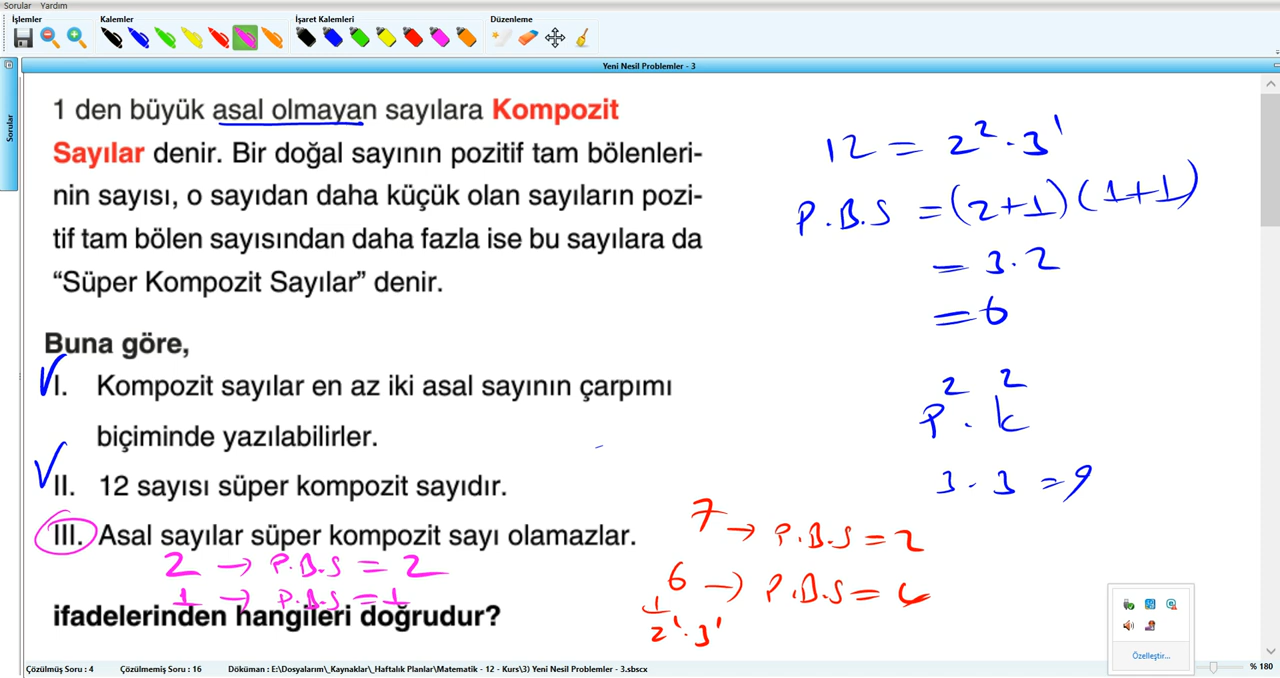 Sorular Yardım
İşlemler Kalemler İşaret Kalemleri Düzenleme
Yeni Nesil Problemler - 3
Sorular
1 den büyük asal olmayan sayılara Kompozit
Sayılar denir. Bir doğal sayının pozitif tam bölenleri-
nin sayısı, o sayıdan daha küçük olan sayıların pozi-
tif tam bölen sayısından daha fazla ise bu sayılara da
“Süper Kompozit Sayılar” denir.
Buna göre,
I. Kompozit sayılar en az iki asal sayının çarpımı
biçiminde yazılabilirler.
II. 12 sayısı süper kompozit sayıdır.
III. Asal sayılar süper kompozit sayı olamazlar.
2 → P.B.S = 2
1 → P.B.S = 1
ifadelerinden hangileri doğrudur?
12 = 2² · 3¹
P.B.S = (2+1)(1+1)
= 3 · 2
= 6
P² · k²
3 · 3 = 9
7 → P.B.S = 2
6 → P.B.S = 4
2¹ · 3¹
Özelleştir...
Çözülmüş Soru : 4 Çözülmemiş Soru : 16 Döküman : E:\Dosyalarım\_Kaynaklar\_Haftalık Planlar\Matematik - 12 - Kurs\3) Yeni Nesil Problemler - 3.sbscx % 180